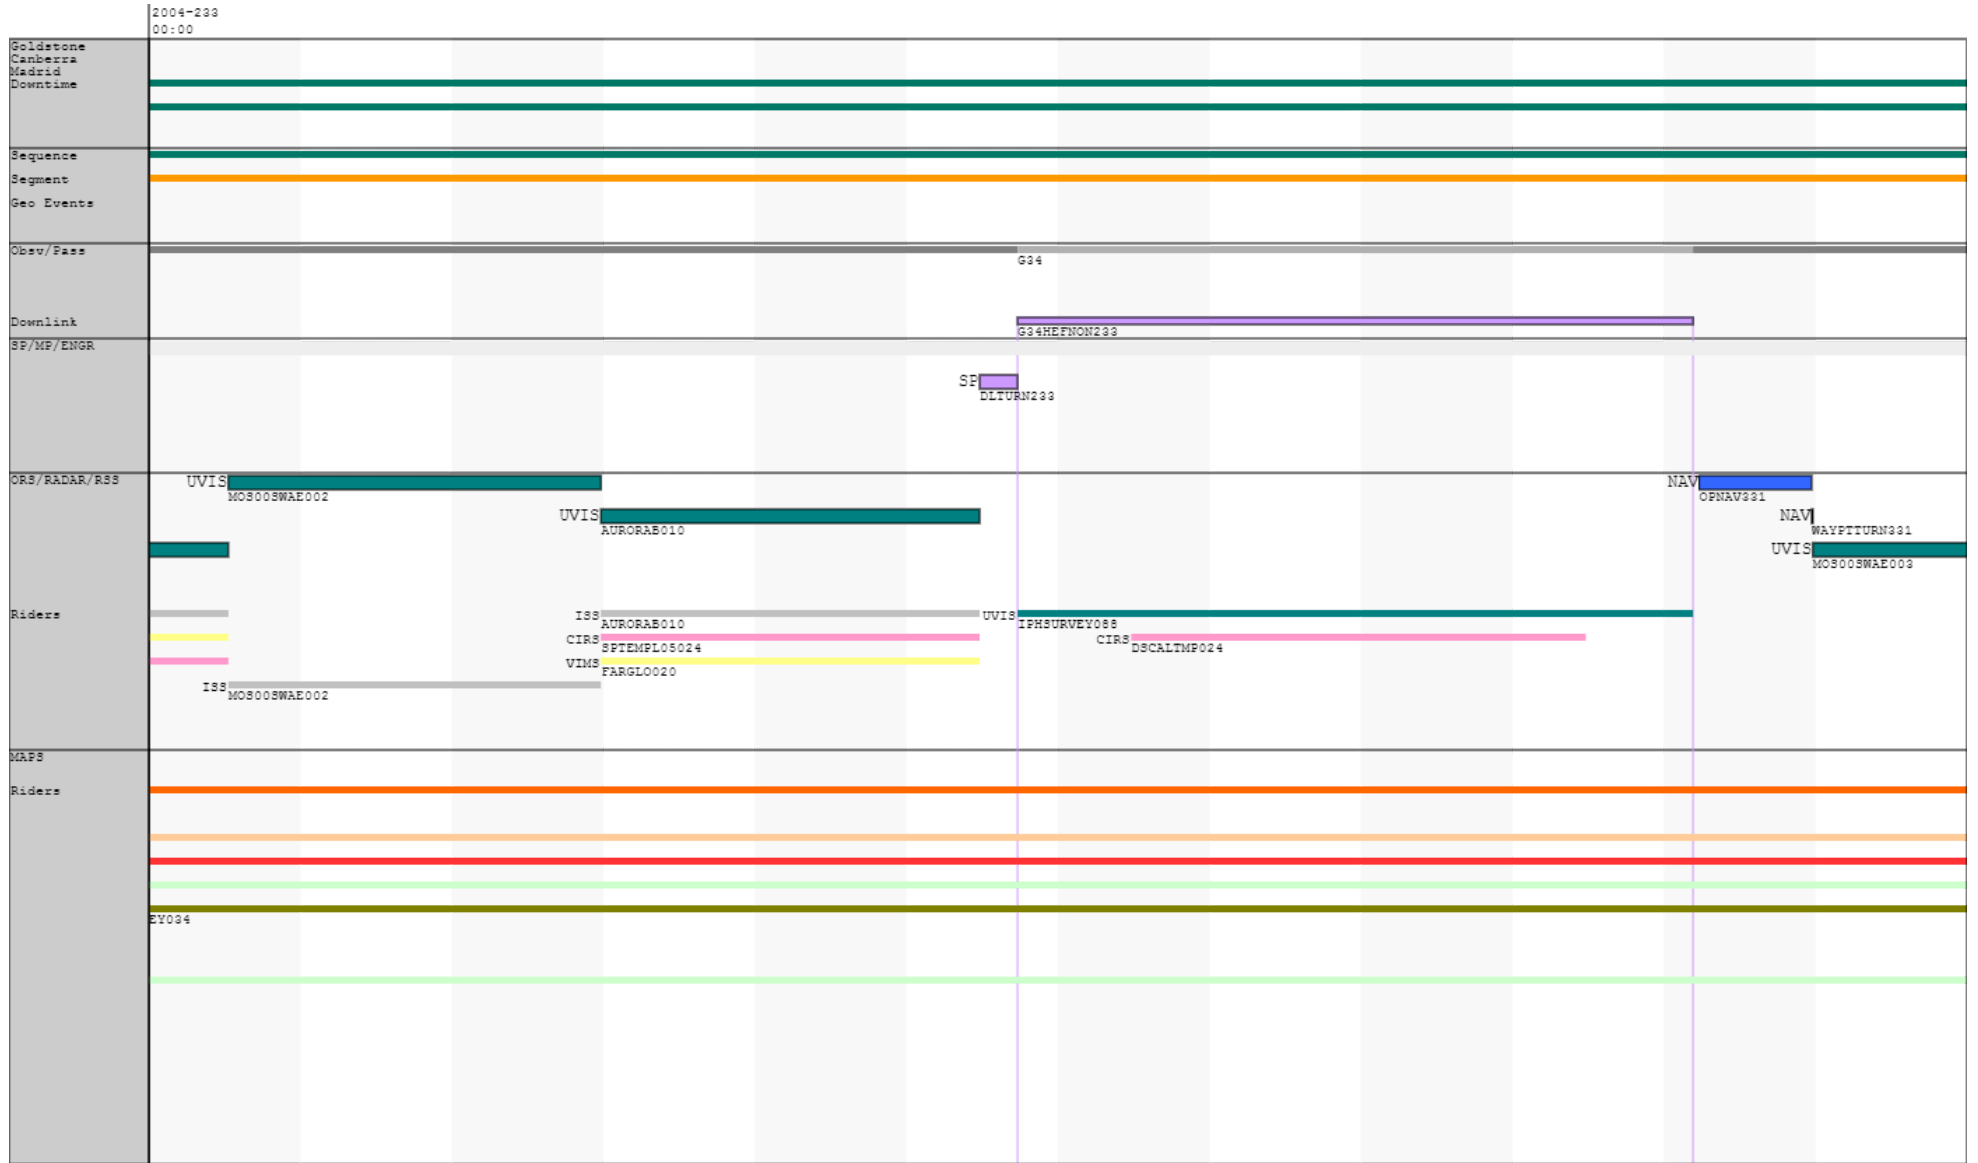 2004-233
00:00
Goldstone
Canberra
Madrid
Downtime
Sequence
Segment
Geo Events
Obsv/Pass
G34
Downlink
G34HEFNON233
SP/MP/ENGR
SP
DLTURN233
ORS/RADAR/RSS
UVIS
MOS00SWAE002
NAV
OPNAV331
UVIS
AURORAB010
NAV
WAYPTTURN331
UVIS
MOS00SWAE003
Riders
ISS
AURORAB010
UVIS
IPHSURVEY088
CIRS
SPTEMPL05024
CIRS
DSCALTMP024
VIMS
FARGLO020
ISS
MOS00SWAE002
MAPS
Riders
EY034